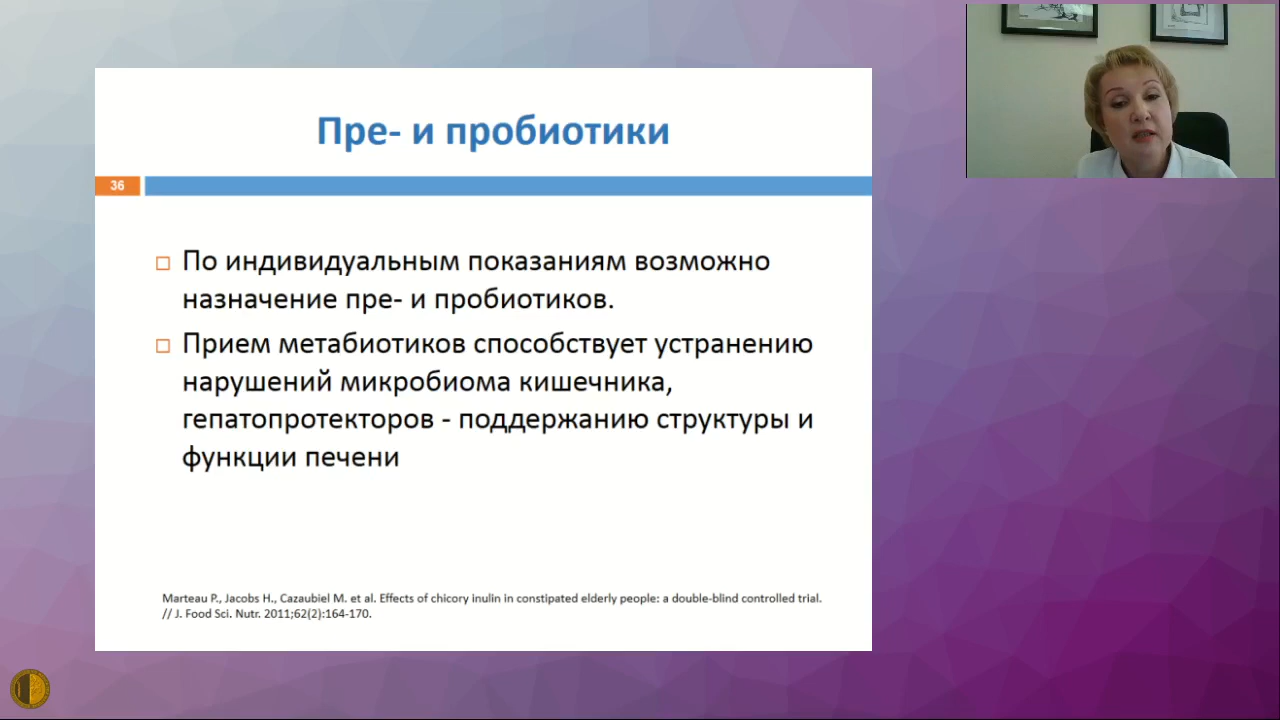 Пре- и пробиотики
36
По индивидуальным показаниям возможно
назначение пре- и пробиотиков.
Прием метабиотиков способствует устранению
нарушений микробиома кишечника,
гепатопротекторов - поддержанию структуры и
функции печени
Marteau P., Jacobs H., Cazaubiel M. et al. Effects of chicory inulin in constipated elderly people: a double-blind controlled trial.
// J. Food Sci. Nutr. 2011;62(2):164-170.